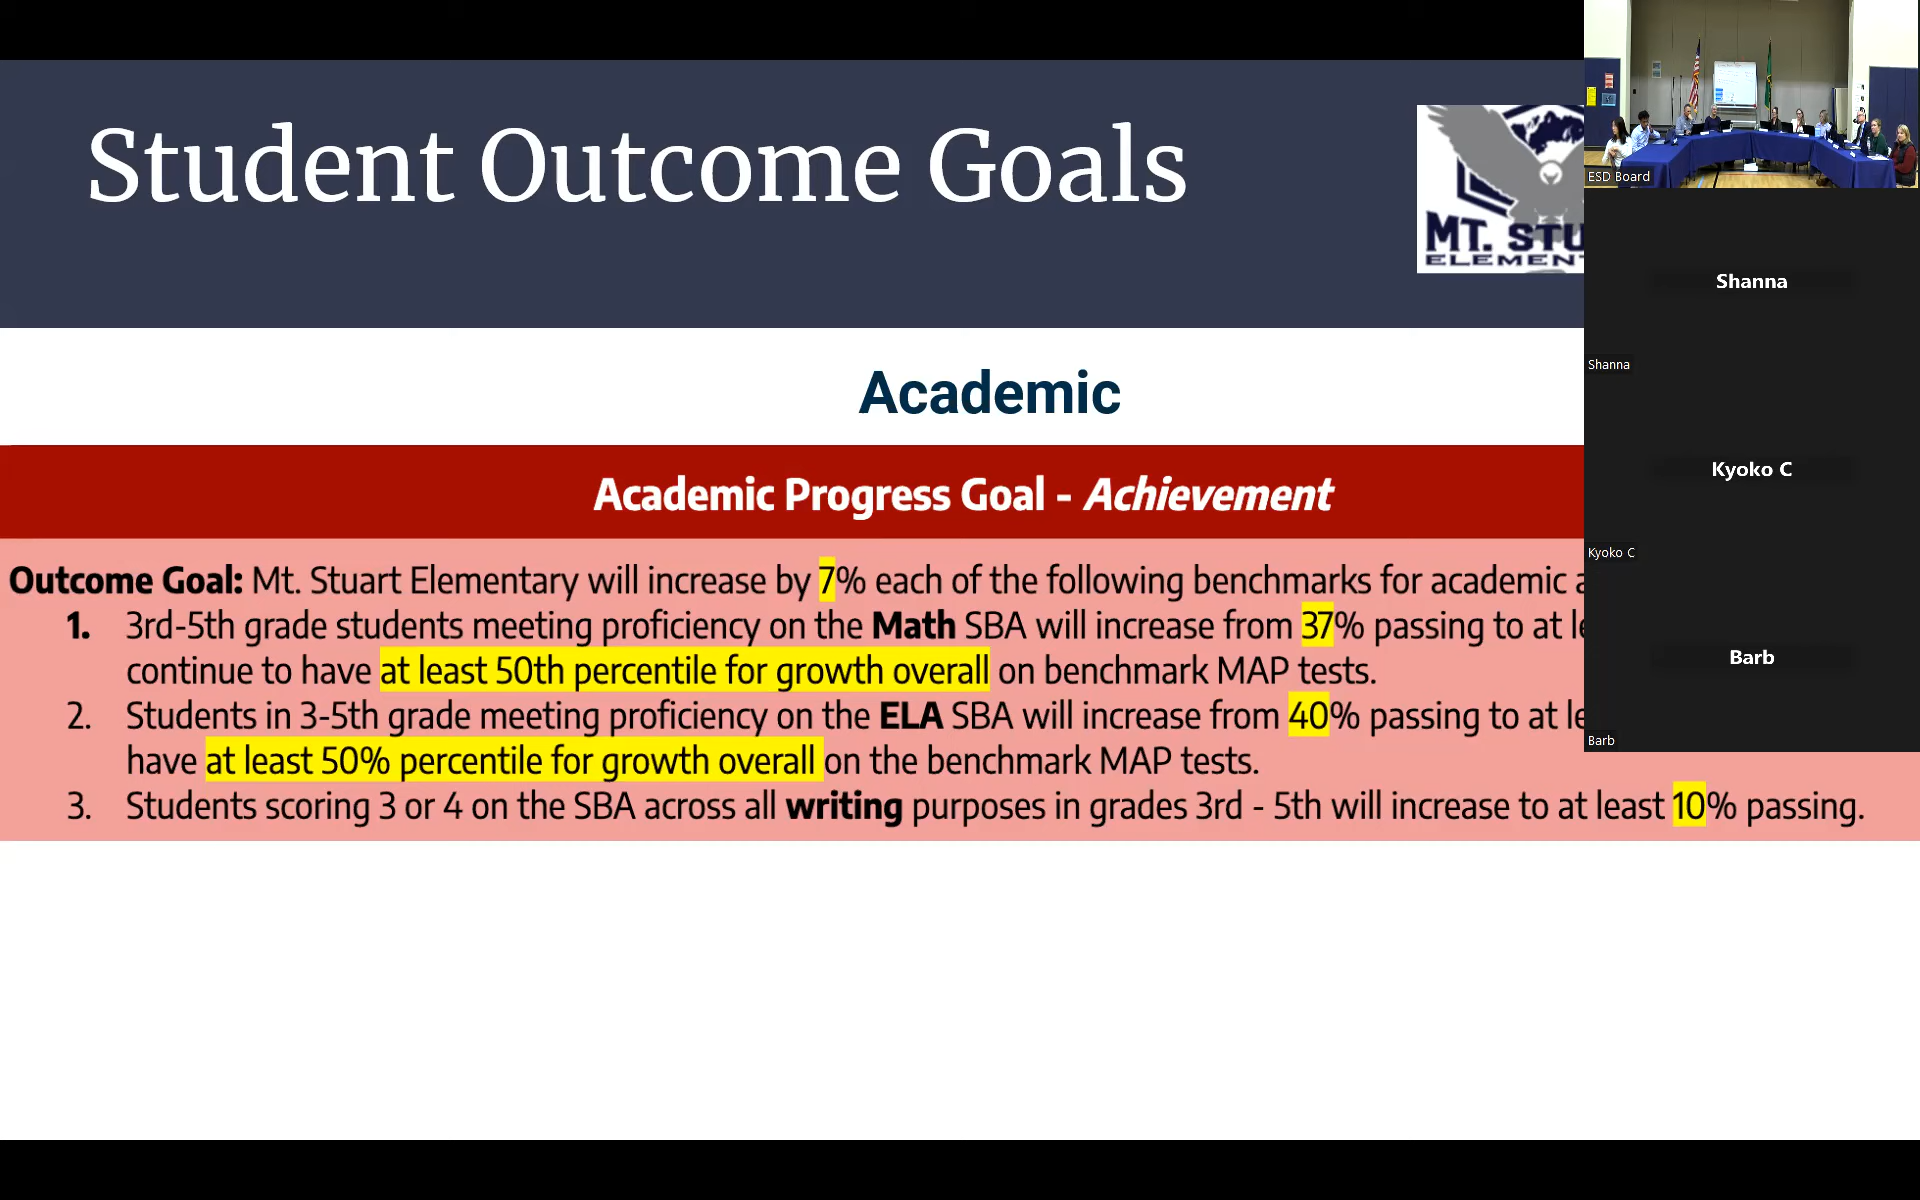 Student Outcome Goals
MT. STU
ELEMENT
ESD Board
Shanna
Shanna
Kyoko C
Kyoko C
Barb
Barb
Academic
Academic Progress Goal - Achievement
Outcome Goal: Mt. Stuart Elementary will increase by 7% each of the following benchmarks for academic a
1. 3rd-5th grade students meeting proficiency on the Math SBA will increase from 37% passing to at le
continue to have at least 50th percentile for growth overall on benchmark MAP tests.
2. Students in 3-5th grade meeting proficiency on the ELA SBA will increase from 40% passing to at le
have at least 50% percentile for growth overall on the benchmark MAP tests.
3. Students scoring 3 or 4 on the SBA across all writing purposes in grades 3rd - 5th will increase to at least 10% passing.